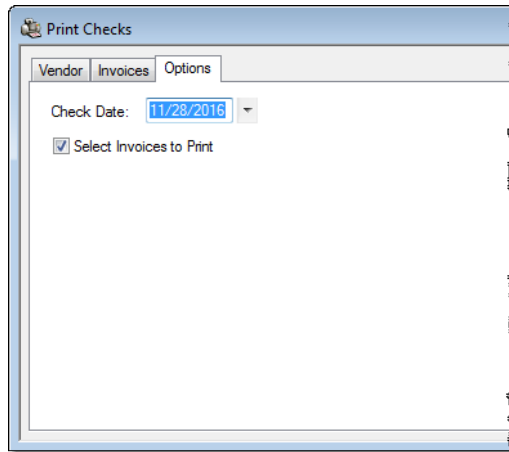 Print Checks
Vendor Invoices Options
Check Date: 11/28/2016
Select Invoices to Print